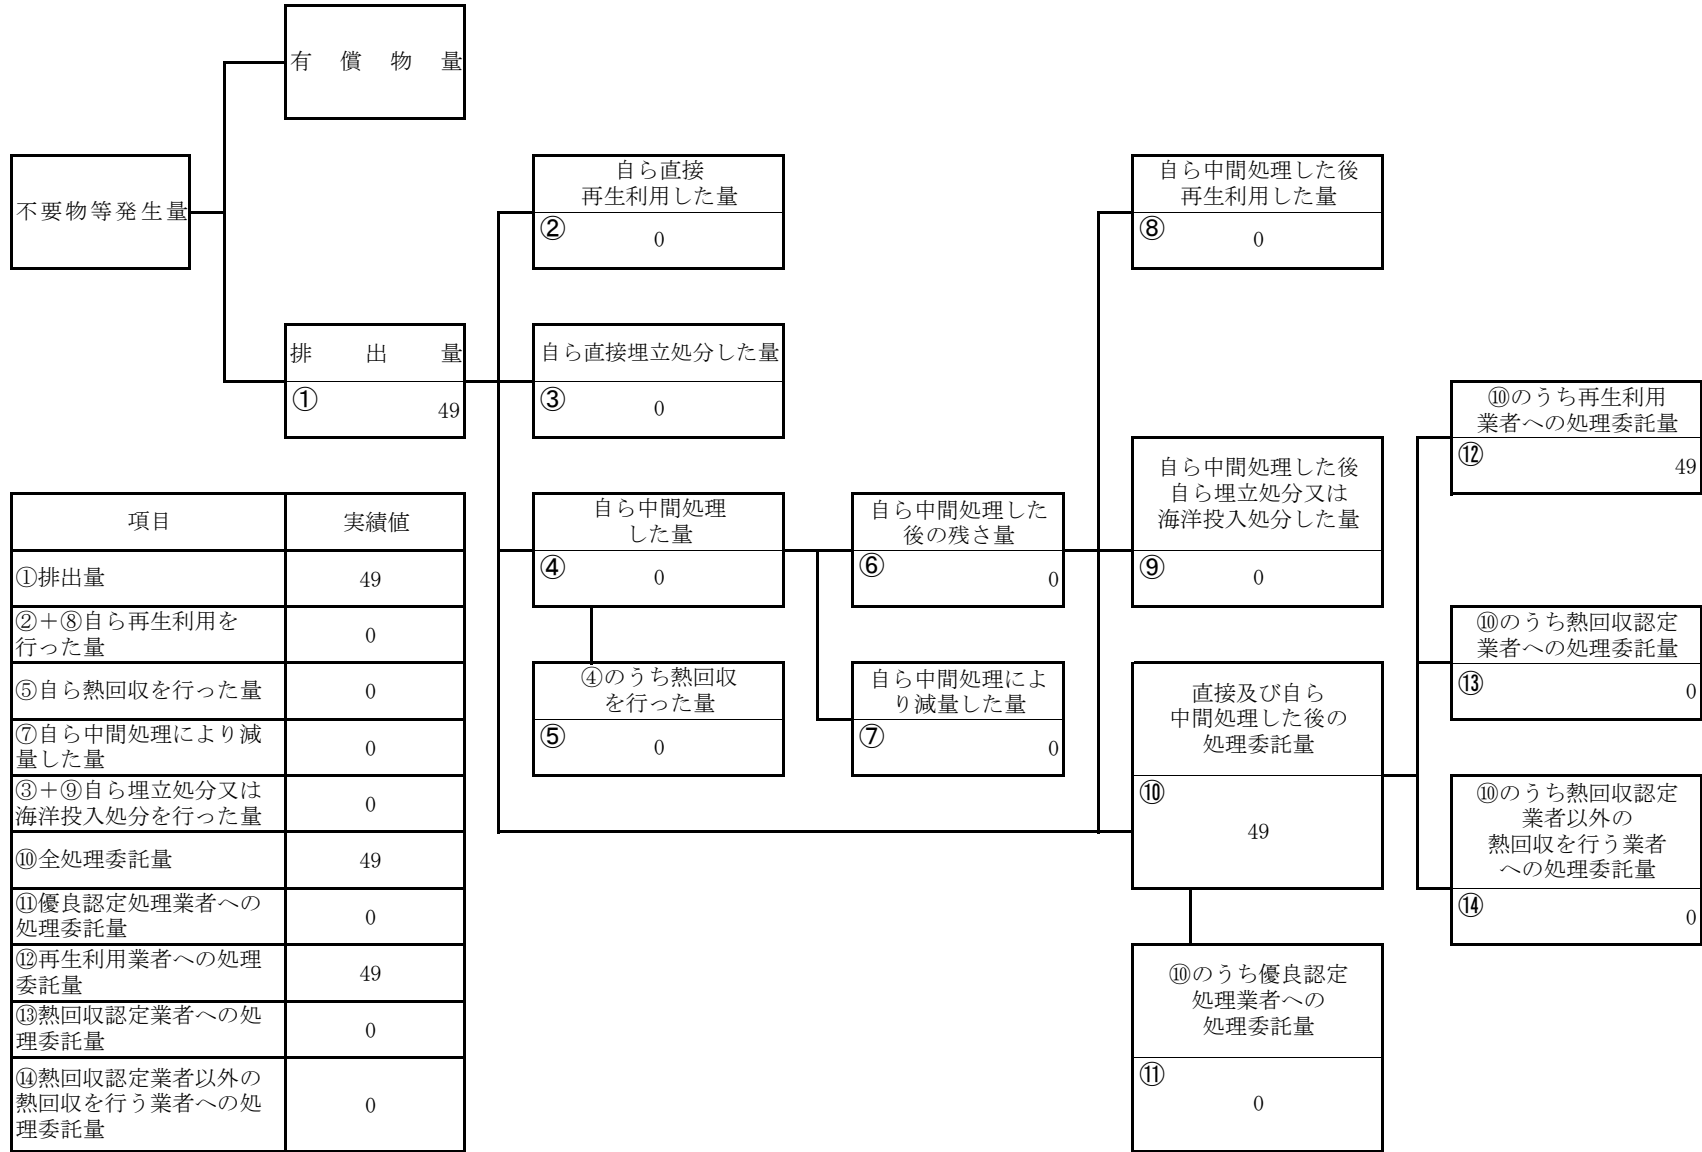 有償物量
不要物等発生量
排出量
①
49
自ら直接
再生利用した量
②
0
自ら直接埋立処分した量
③
0
自ら中間処理
した量
④
0
④のうち熱回収
を行った量
⑤
0
自ら中間処理した
後の残さ量
⑥
0
自ら中間処理によ
り減量した量
⑦
0
自ら中間処理した後
再生利用した量
⑧
0
自ら中間処理した後
自ら埋立処分又は
海洋投入処分した量
⑨
0
直接及び自ら
中間処理した後の
処理委託量
⑩
49
⑩のうち優良認定
処理業者への
処理委託量
⑪
0
⑩のうち再生利用
業者への処理委託量
⑫
49
⑩のうち熱回収認定
業者への処理委託量
⑬
0
⑩のうち熱回収認定
業者以外の
熱回収を行う業者
への処理委託量
⑭
0
項目
実績値
①排出量
49
②+⑧自ら再生利用を
行った量
0
⑤自ら熱回収を行った量
0
⑦自ら中間処理により減
量した量
0
③+⑨自ら埋立処分又は
海洋投入処分を行った量
0
⑩全処理委託量
49
⑪優良認定処理業者への
処理委託量
0
⑫再生利用業者への処理
委託量
49
⑬熱回収認定業者への処
理委託量
0
⑭熱回収認定業者以外の
熱回収を行う業者への処
理委託量
0